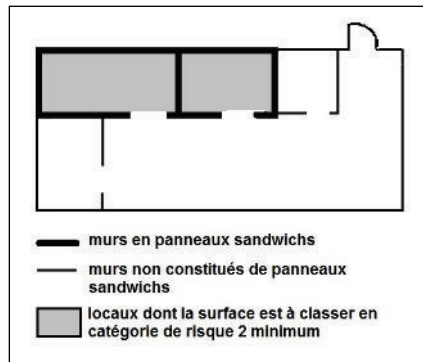 murs en panneaux sandwichs
murs non constitués de panneaux
sandwichs
locaux dont la surface est à classer en
catégorie de risque 2 minimum